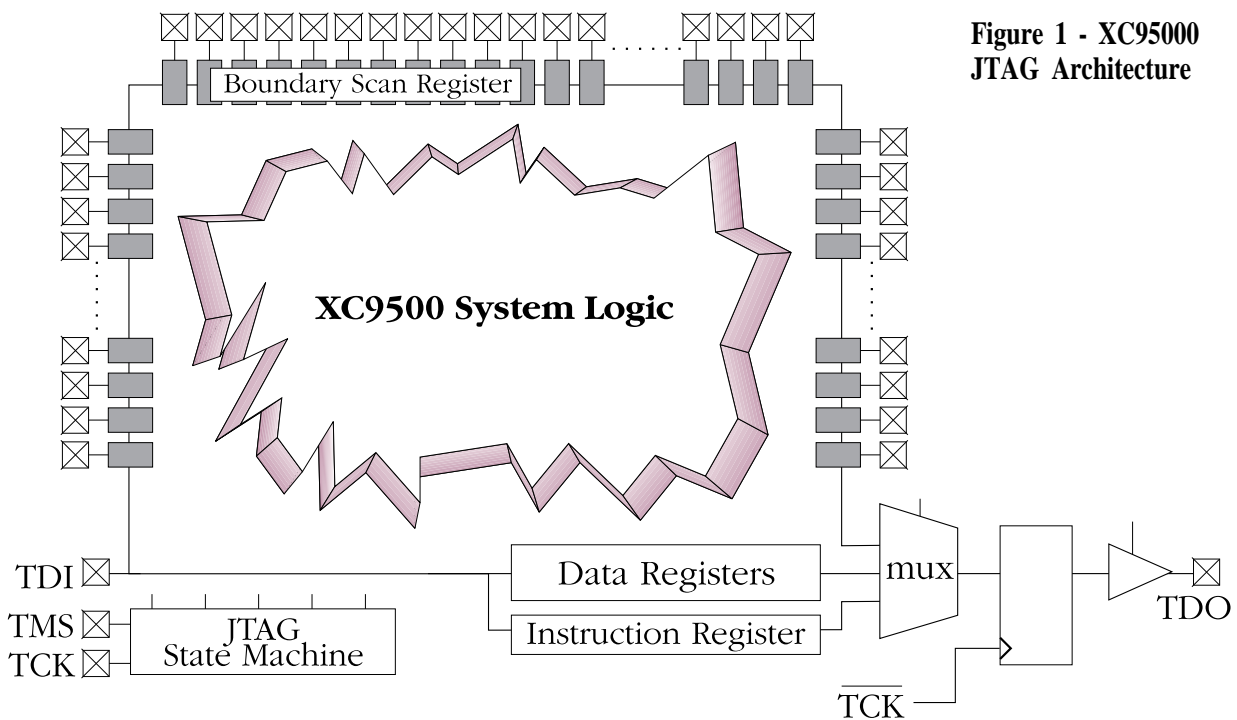 Figure 1 - XC95000
JTAG Architecture
Boundary Scan Register
XC9500 System Logic
TDI
TMS
TCK
JTAG
State Machine
Data Registers
Instruction Register
mux
TCK
TDO